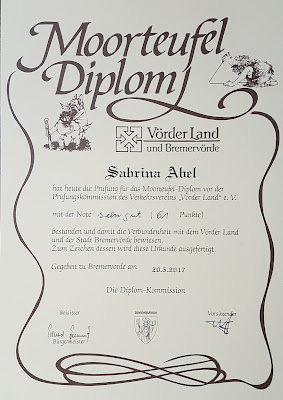 Moorteufel
Diplom
Vörder Land
und Bremervörde
Sabrina Abel
hat heute die Prüfung für das Moorteufel-Diplom vor der
Prüfungskommission des Verkehrsvereins „Vörder Land“ e. V.
mit der Note sehr gut (61 Punkte)
bestanden und damit die Verbundenheit mit dem Vörder Land
und der Stadt Bremervörde bewiesen.
Zum Zeichen dessen wird diese Urkunde ausgefertigt.
Gegeben zu Bremervörde am 20.5.2017
Die Diplom-Kommission
Beisitzer
Vorsitzender
Bürgermeister